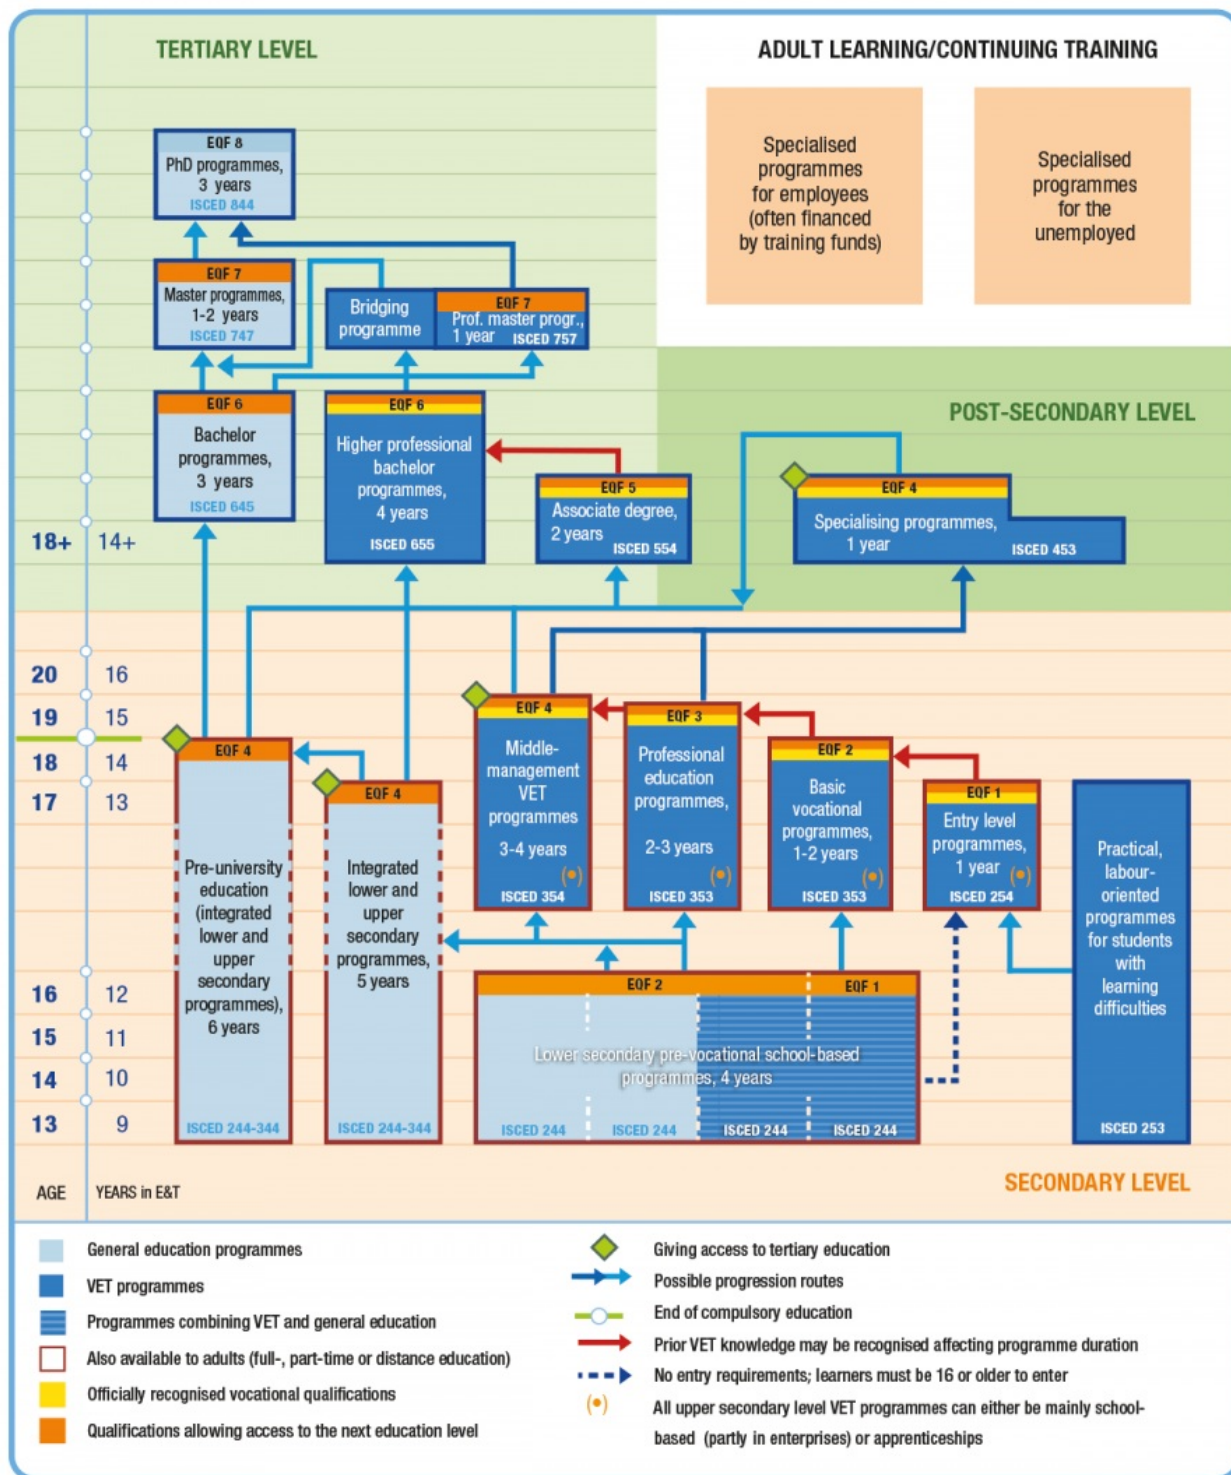 TERTIARY LEVEL
ADULT LEARNING/CONTINUING TRAINING
Specialised
programmes
for employees
(often financed
by training funds)
Specialised
programmes
for the
unemployed
EQF 8
PhD programmes,
3 years
ISCED 844
EQF 7
Master programmes,
1-2 years
ISCED 747
Bridging
programme
EQF 7
Prof. master progr.,
1 year ISCED 757
POST-SECONDARY LEVEL
EQF 6
Bachelor
programmes,
3 years
ISCED 645
EQF 6
Higher professional
bachelor
programmes,
4 years
ISCED 655
EQF 5
Associate degree,
2 years
ISCED 554
EQF 4
Specialising programmes,
1 year
ISCED 453
18+ 14+
20 16
19 15
18 14
17 13
16 12
15 11
14 10
13 9
AGE YEARS in E&T
EQF 4
Pre-university
education
(integrated
lower and
upper
secondary
programmes),
6 years
ISCED 244-344
EQF 4
Integrated
lower and
upper
secondary
programmes,
5 years
ISCED 244-344
EQF 4
Middle-
management
VET
programmes
3-4 years
(•)
ISCED 354
EQF 3
Professional
education
programmes,
2-3 years
(•)
ISCED 353
EQF 2
Basic
vocational
programmes,
1-2 years
(•)
ISCED 353
EQF 1
Entry level
programmes,
1 year
(•)
ISCED 254
Practical,
labour-
oriented
programmes
for students
with
learning
difficulties
ISCED 253
EQF 2
EQF 1
Lower secondary pre-vocational school-based
programmes, 4 years
ISCED 244 ISCED 244 ISCED 244 ISCED 244
SECONDARY LEVEL
General education programmes
VET programmes
Programmes combining VET and general education
Also available to adults (full-, part-time or distance education)
Officially recognised vocational qualifications
Qualifications allowing access to the next education level
Giving access to tertiary education
Possible progression routes
End of compulsory education
Prior VET knowledge may be recognised affecting programme duration
No entry requirements; learners must be 16 or older to enter
(•) All upper secondary level VET programmes can either be mainly school-
based (partly in enterprises) or apprenticeships